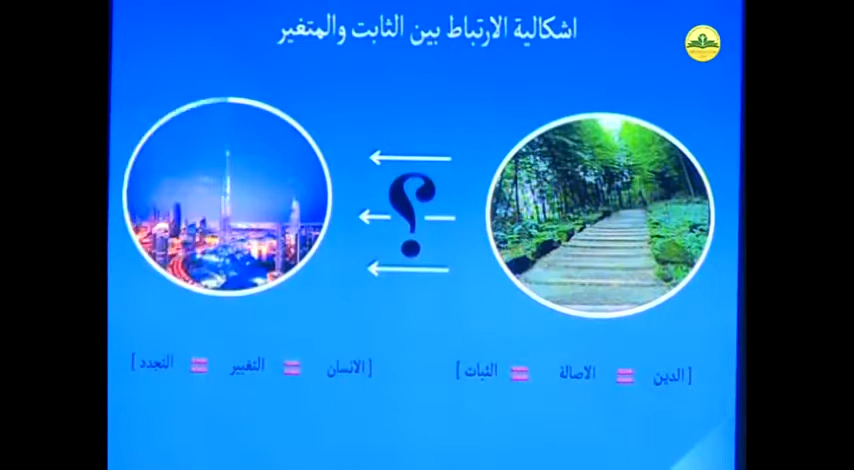 اشكالية الارتباط بين الثابت والمتغير
؟
[ الدين = الاصالة = الثبات ]
[ الانسان = التغيير = التجدد ]